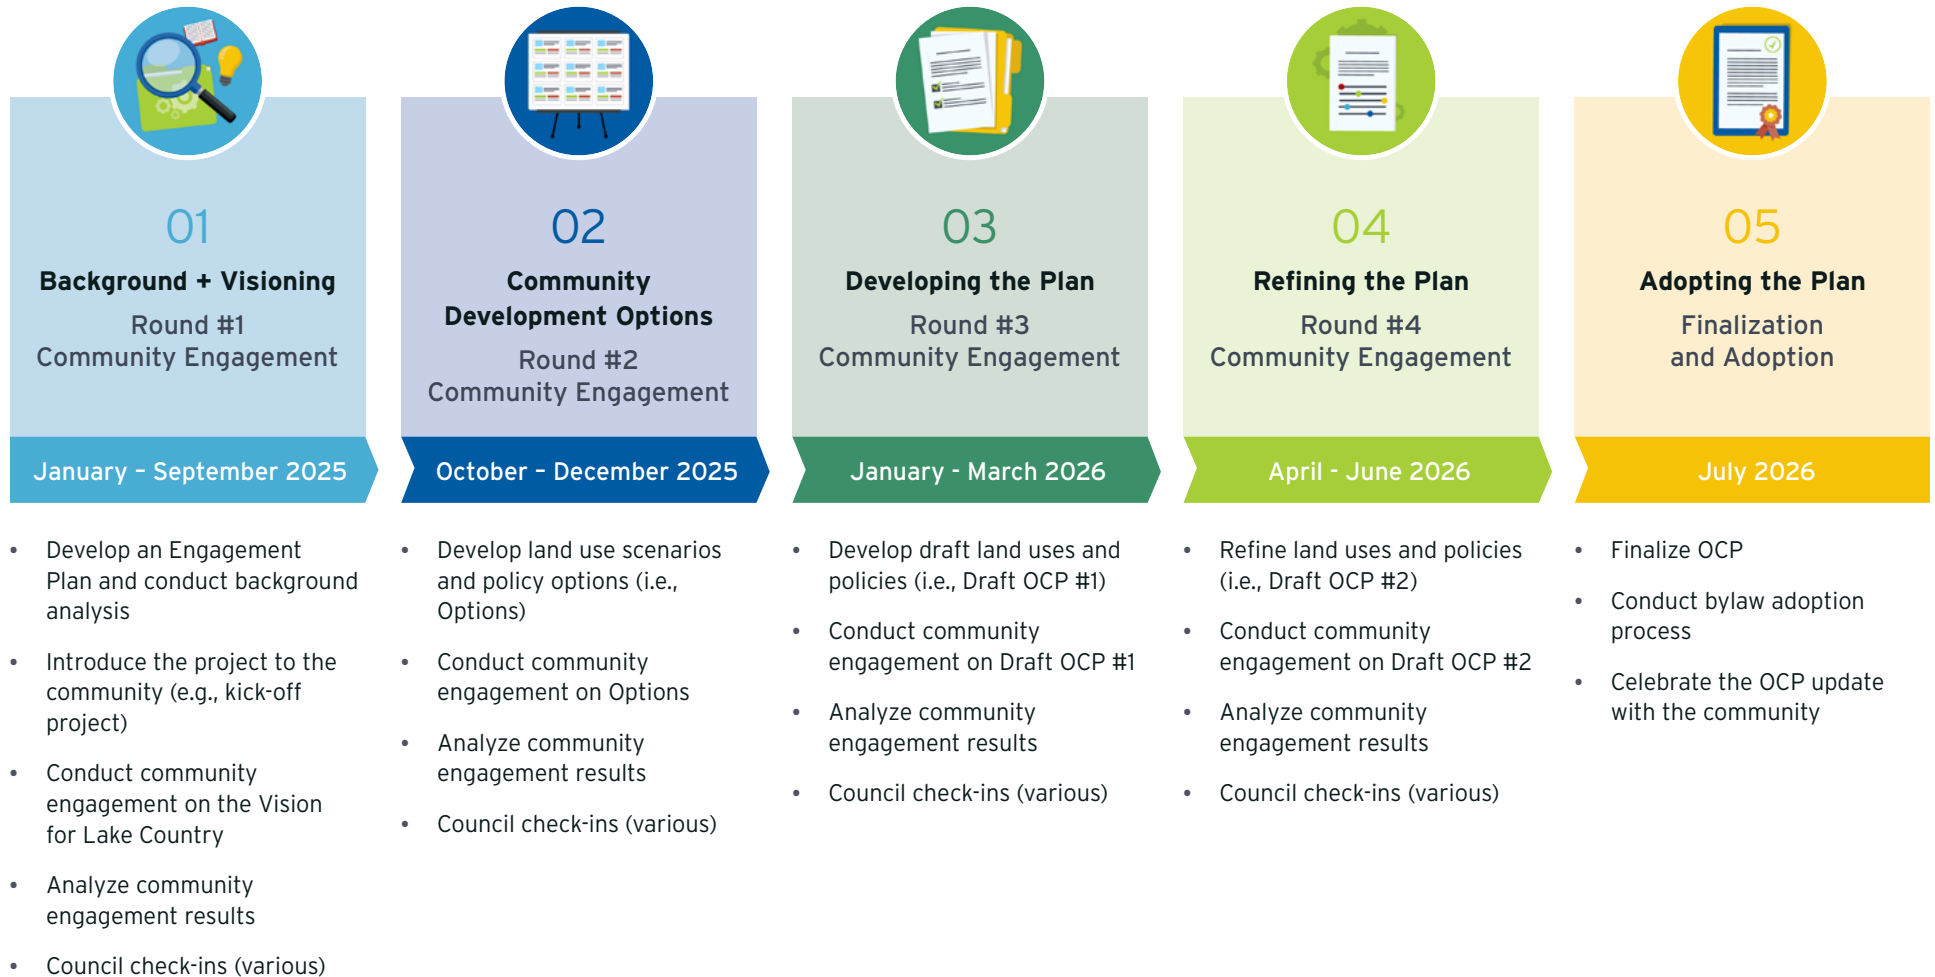 01
Background + Visioning
Round #1
Community Engagement
January – September 2025
• Develop an Engagement
Plan and conduct background
analysis
• Introduce the project to the
community (e.g., kick-off
project)
• Conduct community
engagement on the Vision
for Lake Country
• Analyze community
engagement results
• Council check-ins (various)
02
Community
Development Options
Round #2
Community Engagement
October – December 2025
• Develop land use scenarios
and policy options (i.e.,
Options)
• Conduct community
engagement on Options
• Analyze community
engagement results
• Council check-ins (various)
03
Developing the Plan
Round #3
Community Engagement
January - March 2026
• Develop draft land uses and
policies (i.e., Draft OCP #1)
• Conduct community
engagement on Draft OCP #1
• Analyze community
engagement results
• Council check-ins (various)
04
Refining the Plan
Round #4
Community Engagement
April - June 2026
• Refine land uses and policies
(i.e., Draft OCP #2)
• Conduct community
engagement on Draft OCP #2
• Analyze community
engagement results
• Council check-ins (various)
05
Adopting the Plan
Finalization
and Adoption
July 2026
• Finalize OCP
• Conduct bylaw adoption
process
• Celebrate the OCP update
with the community